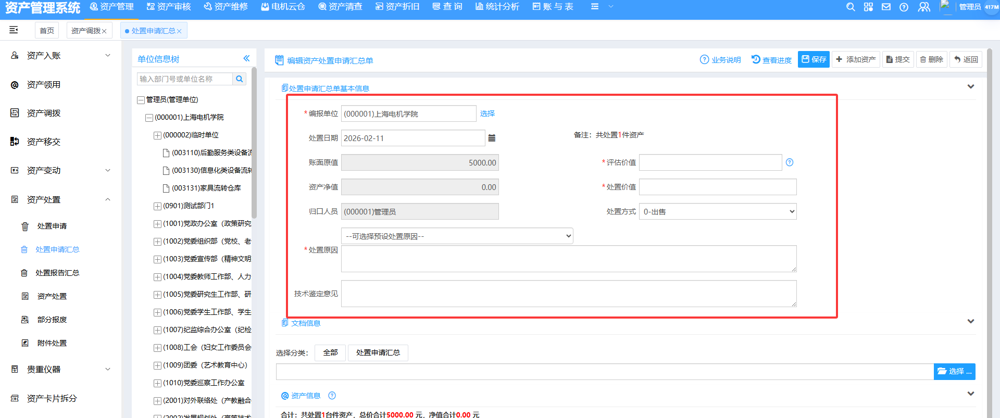 资产管理系统 资产管理 资产审核 资产维修 电机云仓 资产清查 资产折旧 查 询 统计分析 账 与 表 管理员 417M
首页 资产调拨× 处置申请汇总×
资产入账
资产领用
资产调拨
资产移交
资产变动
资产处置
处置申请
处置申请汇总
处置报告汇总
资产处置
部分报废
附件处置
贵重仪器
资产卡片拆分
单位信息树
输入部门号或单位名称
管理员(管理单位)
(000001)上海电机学院
(000002)临时单位
(003110)后勤服务类设备流
(003130)信息化类设备流转
(003131)家具流转仓库
(0901)测试部门1
(1001)党政办公室（政策研究
(1002)党委组织部（党校、老
(1003)党委宣传部（精神文明
(1004)党委教师工作部、人力
(1005)党委研究生工作部、研
(1006)党委学生工作部、学生
(1007)纪监综合办公室（纪检
(1008)工会（妇女工作委员会
(1009)团委（艺术教育中心）
(1010)党委巡察工作办公室
(2001)对外联络处（产教融合
编辑资产处置申请汇总单 业务说明 查看进度 保存 添加资产 提交 删除 返回
处置申请汇总单基本信息
*编报单位 (000001)上海电机学院 选择
处置日期 2026-02-11 备注：共处置1件资产
账面原值 5000.00 *评估价值
资产净值 0.00 *处置价值
归口人员 (000001)管理员 处置方式 0-出售
--可选择预设处置原因--
*处置原因
技术鉴定意见
文档信息
选择分类： 全部 处置申请汇总
选择 ...
资产信息
合计：共处置1台件资产，总价合计5000.00 元，净值合计0.00 元